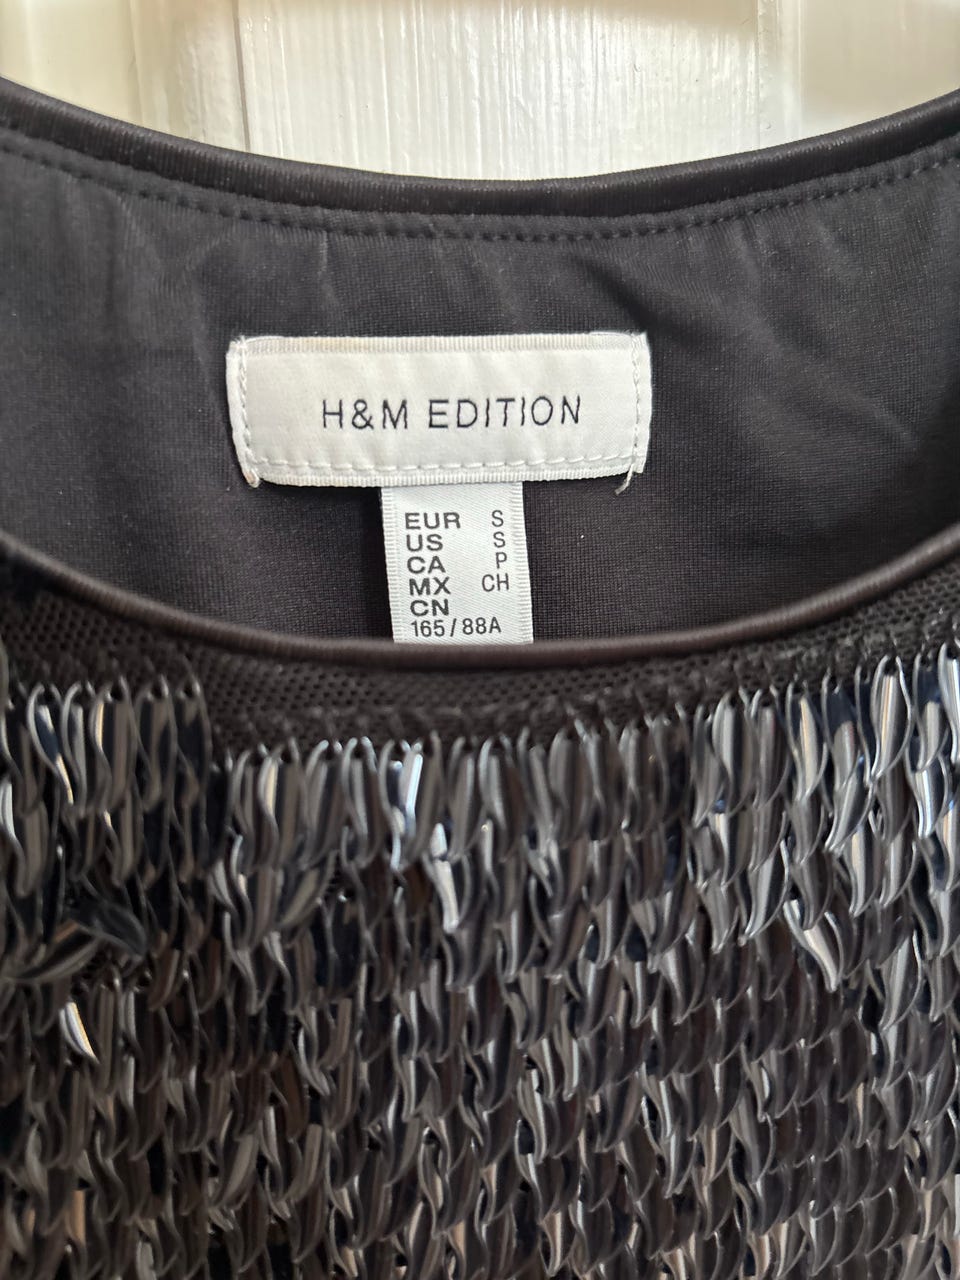 H&M EDITION
EUR S
US S
CA P
MX CH
CN
165/88A